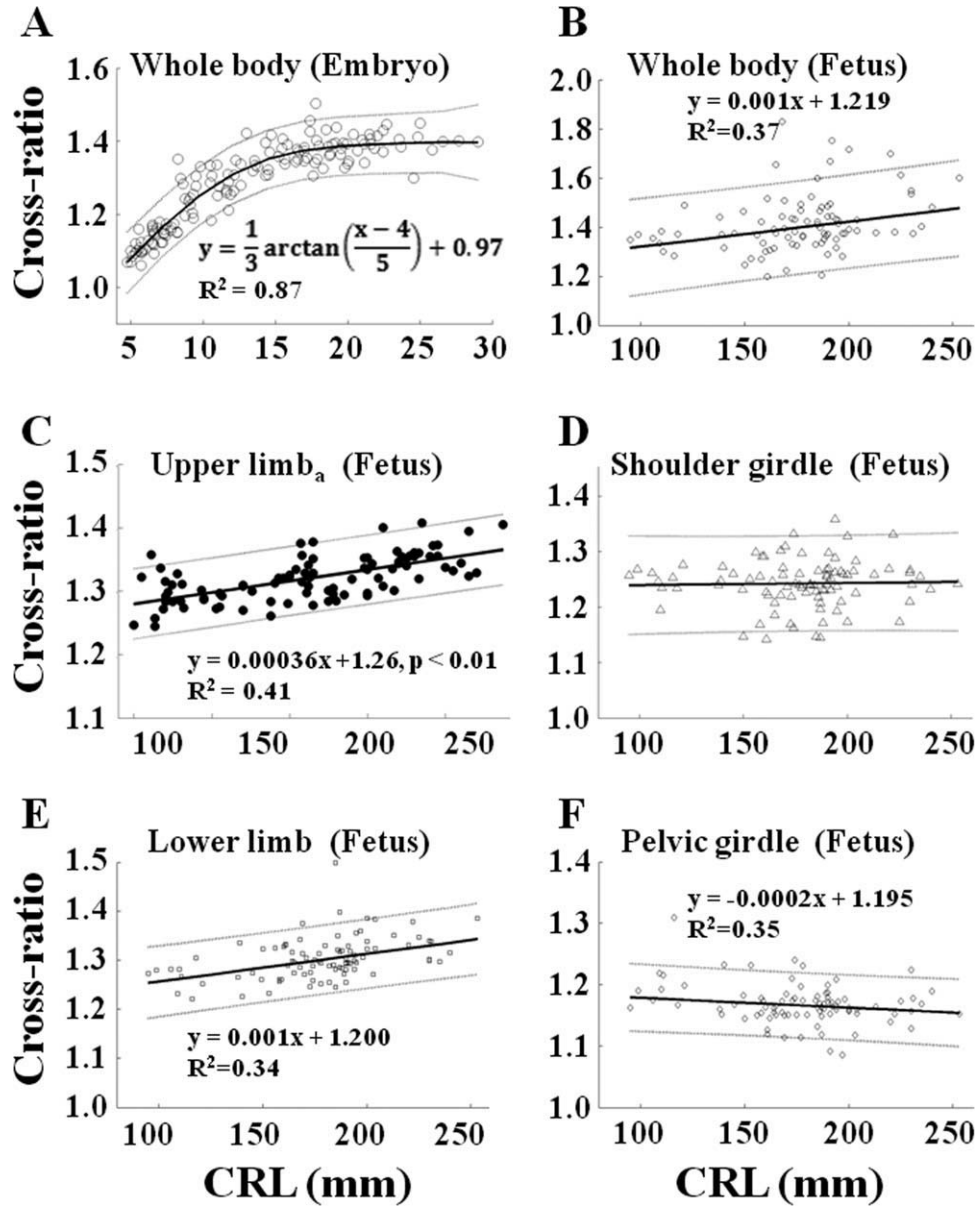 A
Whole body (Embryo)
Cross-ratio
1.6
1.4
1.2
1.0
y = 1/3 arctan((x − 4)/5) + 0.97
R² = 0.87
5 10 15 20 25 30
B
Whole body (Fetus)
y = 0.001x + 1.219
R²=0.37
2.0
1.8
1.6
1.4
1.2
1.0
100 150 200 250
C
Upper limbₐ (Fetus)
Cross-ratio
1.5
1.4
1.3
1.2
1.1
y = 0.00036x+1.26, p < 0.01
R² = 0.41
100 150 200 250
D
Shoulder girdle (Fetus)
1.4
1.3
1.2
1.1
1.0
100 150 200 250
E
Lower limb (Fetus)
Cross-ratio
1.5
1.4
1.3
1.2
1.1
1.0
y = 0.001x + 1.200
R²=0.34
100 150 200 250
CRL (mm)
F
Pelvic girdle (Fetus)
y = -0.0002x + 1.195
R²=0.35
1.4
1.3
1.2
1.1
1.0
100 150 200 250
CRL (mm)